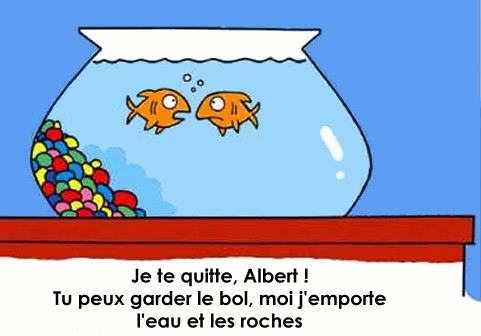 Je te quitte, Albert !
Tu peux garder le bol, moi j'emporte
l'eau et les roches